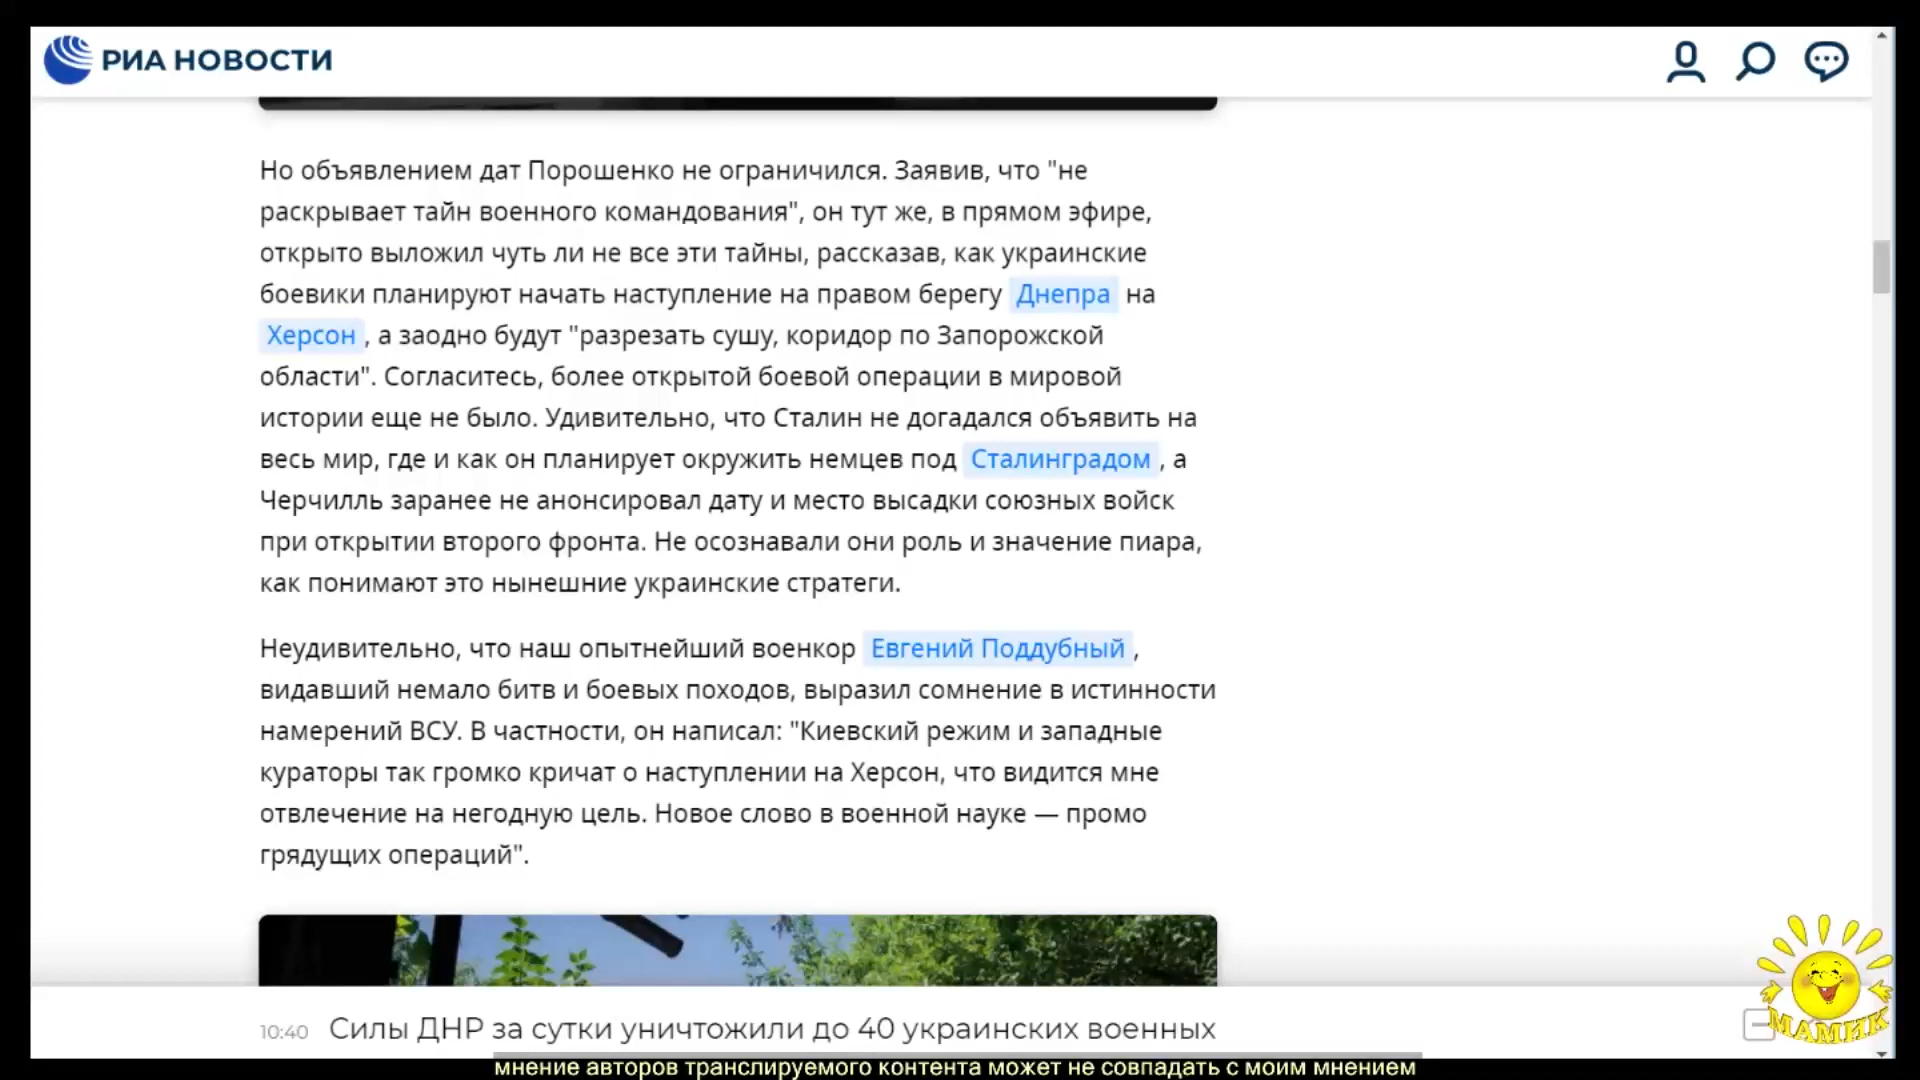 РИА НОВОСТИ
Но объявлением дат Порошенко не ограничился. Заявив, что "не
раскрывает тайн военного командования", он тут же, в прямом эфире,
открыто выложил чуть ли не все эти тайны, рассказав, как украинские
боевики планируют начать наступление на правом берегу Днепра на
Херсон , а заодно будут "разрезать сушу, коридор по Запорожской
области". Согласитесь, более открытой боевой операции в мировой
истории еще не было. Удивительно, что Сталин не догадался объявить на
весь мир, где и как он планирует окружить немцев под Сталинградом , а
Черчилль заранее не анонсировал дату и место высадки союзных войск
при открытии второго фронта. Не осознавали они роль и значение пиара,
как понимают это нынешние украинские стратеги.
Неудивительно, что наш опытнейший военкор Евгений Поддубный ,
видавший немало битв и боевых походов, выразил сомнение в истинности
намерений ВСУ. В частности, он написал: "Киевский режим и западные
кураторы так громко кричат о наступлении на Херсон, что видится мне
отвлечение на негодную цель. Новое слово в военной науке — промо
грядущих операций".
10:40 Силы ДНР за сутки уничтожили до 40 украинских военных
МАМИК
мнение авторов транслируемого контента может не совпадать с моим мнением